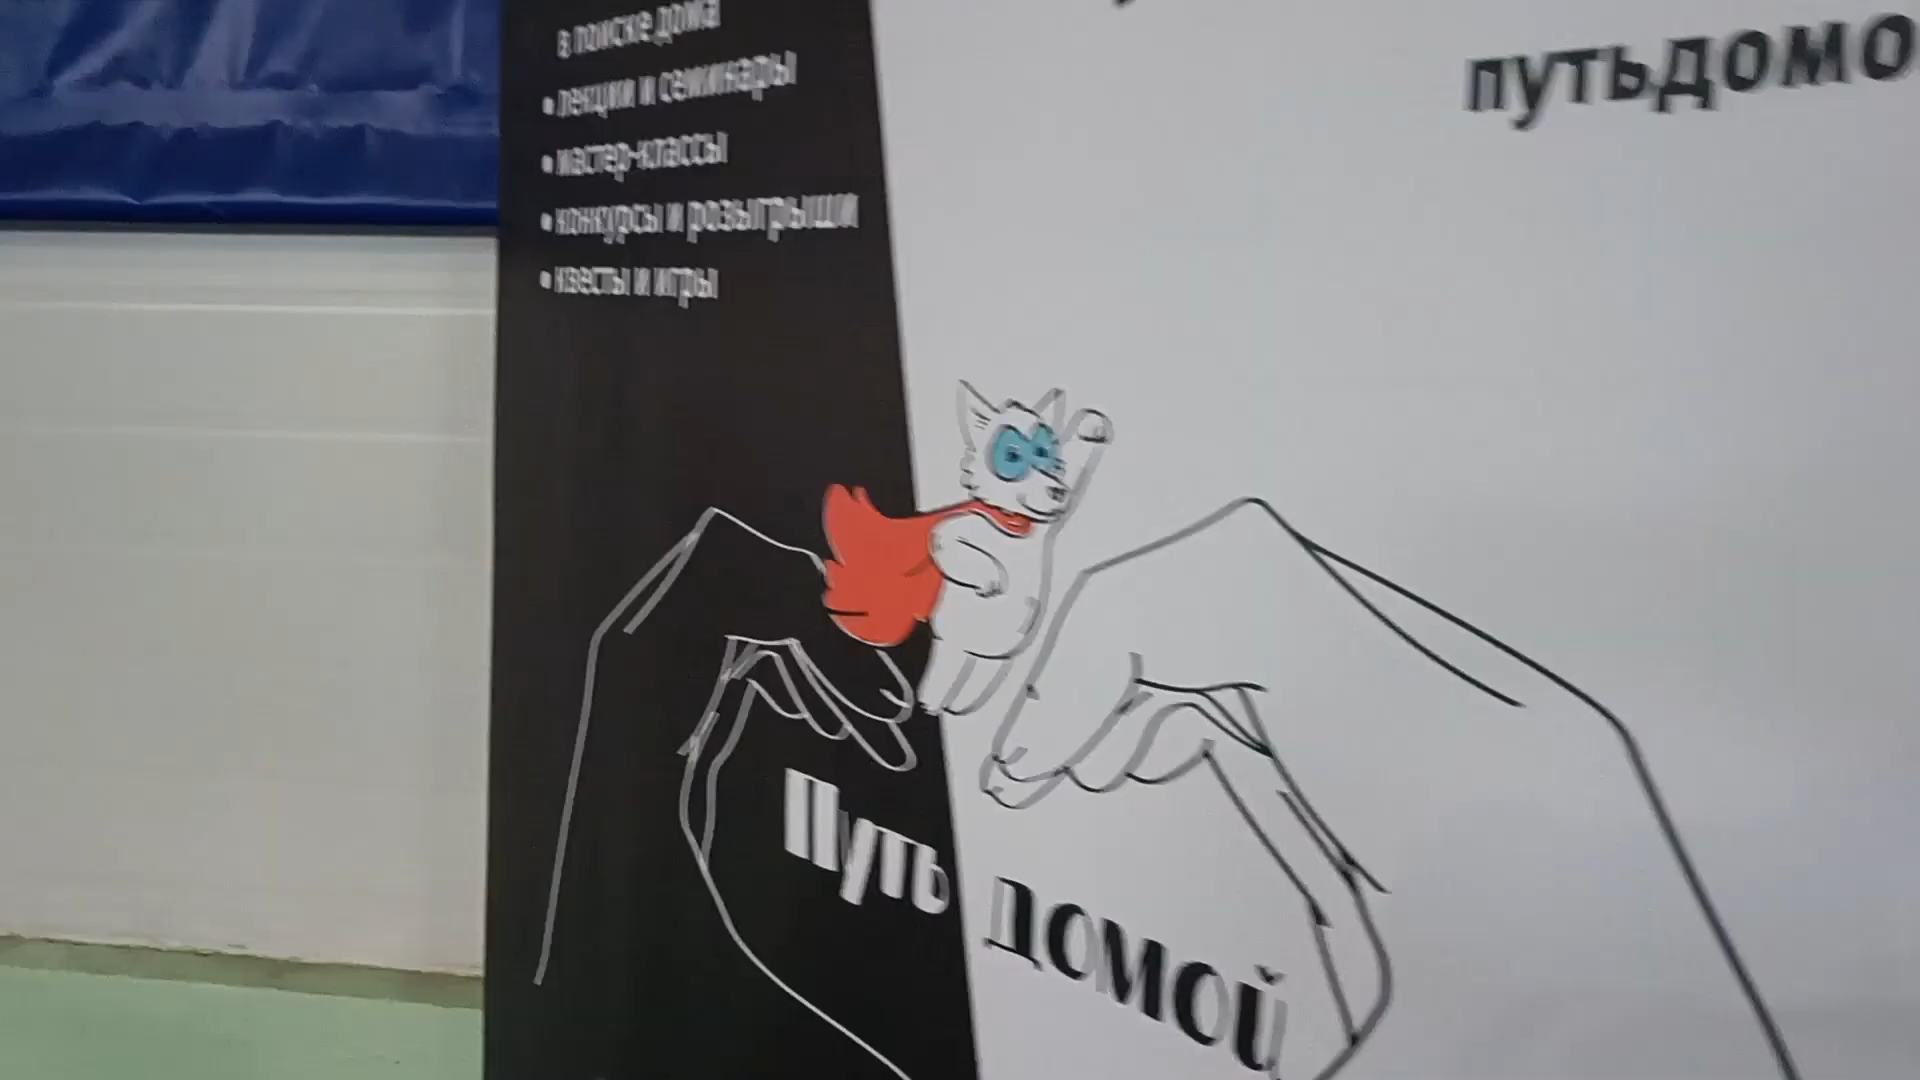 в поиске дома
• лекции и семинары
• мастер-классы
• конкурсы и розыгрыши
• квесты и игры
путьдомо
Путь домой